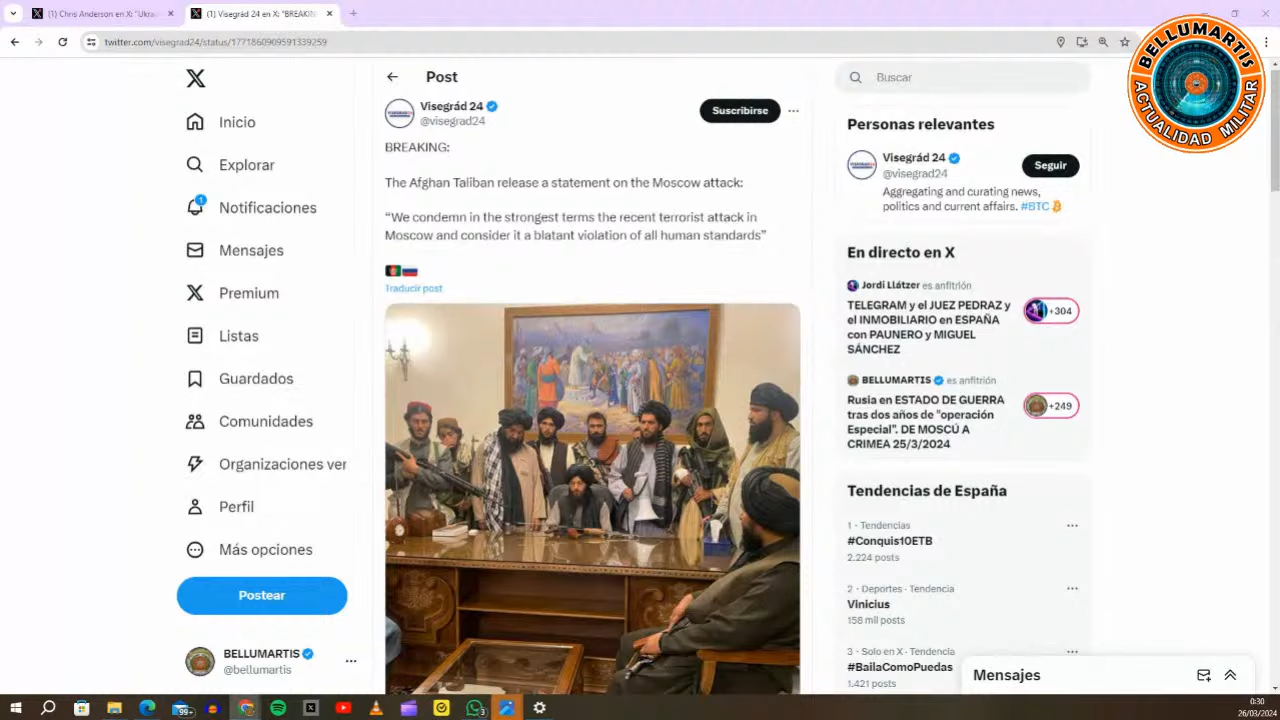 (1) Chris Anderson en X: "Ukra
(1) Visegrád 24 en X: "BREAKIN
twitter.com/visegrad24/status/1771860909591339259
BELLUMARTIS
ACTUALIDAD MILITAR
Inicio
Explorar
1
Notificaciones
Mensajes
Premium
Listas
Guardados
Comunidades
Organizaciones ver
Perfil
Más opciones
Postear
BELLUMARTIS
@bellumartis
Post
Visegrád 24
@visegrad24
Suscribirse
BREAKING:
The Afghan Taliban release a statement on the Moscow attack:
“We condemn in the strongest terms the recent terrorist attack in
Moscow and consider it a blatant violation of all human standards”
Traducir post
Buscar
Personas relevantes
Visegrád 24
@visegrad24
Seguir
Aggregating and curating news,
politics and current affairs. #BTC
En directo en X
Jordi Llátzer es anfitrión
TELEGRAM y el JUEZ PEDRAZ y
el INMOBILIARIO en ESPAÑA
con PAUNERO y MIGUEL
SÁNCHEZ
+304
BELLUMARTIS es anfitrión
Rusia en ESTADO DE GUERRA
tras dos años de "operación
Especial". DE MOSCÚ A
CRIMEA 25/3/2024
+249
Tendencias de España
1 · Tendencias
#Conquis10ETB
2.224 posts
2 · Deportes · Tendencia
Vinicius
158 mil posts
3 · Solo en X · Tendencia
#BailaComoPuedas
1.421 posts
Mensajes
99+
3
0:30
26/03/2024